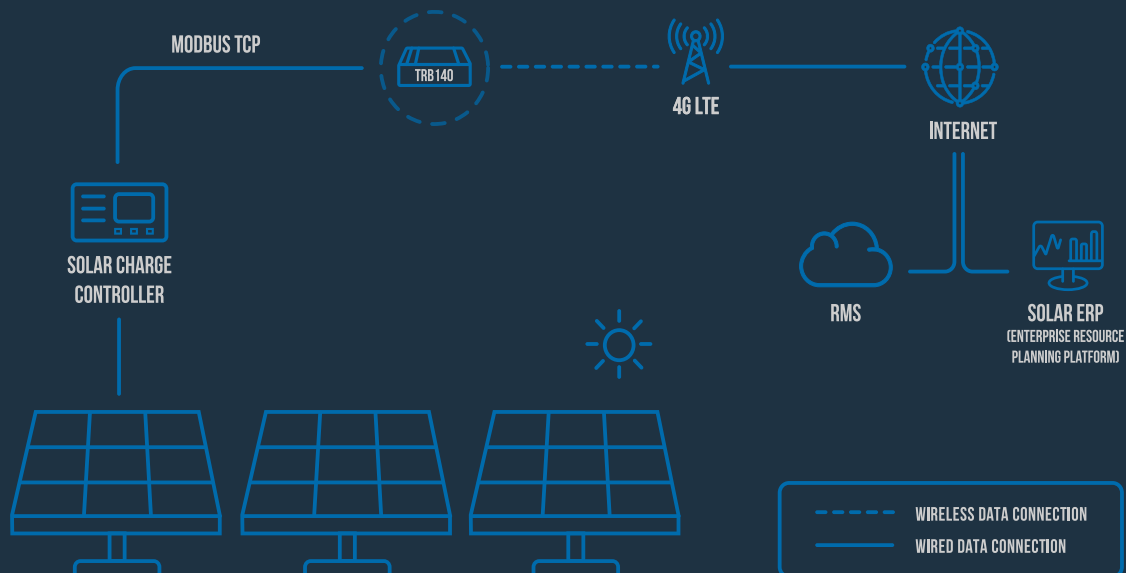 MODBUS TCP
TRB140
4G LTE
INTERNET
SOLAR CHARGE
CONTROLLER
RMS
SOLAR ERP
(ENTERPRISE RESOURCE
PLANNING PLATFORM)
WIRELESS DATA CONNECTION
WIRED DATA CONNECTION